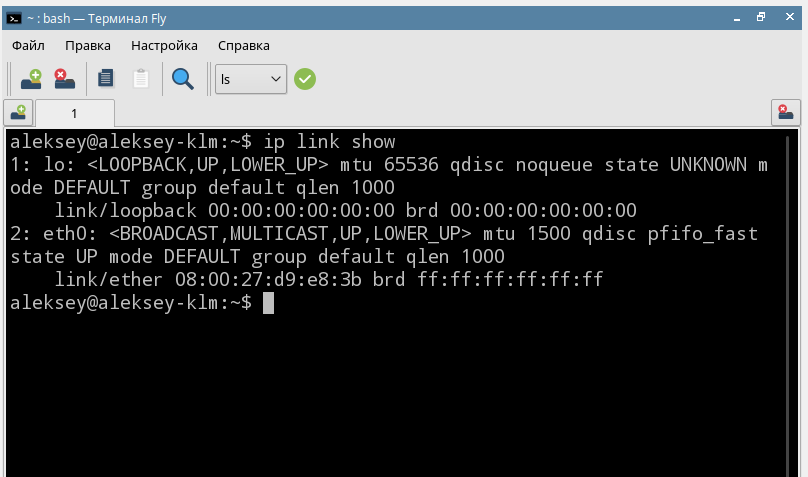 ~ : bash — Терминал Fly
Файл Правка Настройка Справка
ls
1
aleksey@aleksey-klm:~$ ip link show
1: lo: <LOOPBACK,UP,LOWER_UP> mtu 65536 qdisc noqueue state UNKNOWN m
ode DEFAULT group default qlen 1000
    link/loopback 00:00:00:00:00:00 brd 00:00:00:00:00:00
2: eth0: <BROADCAST,MULTICAST,UP,LOWER_UP> mtu 1500 qdisc pfifo_fast
state UP mode DEFAULT group default qlen 1000
    link/ether 08:00:27:d9:e8:3b brd ff:ff:ff:ff:ff:ff
aleksey@aleksey-klm:~$